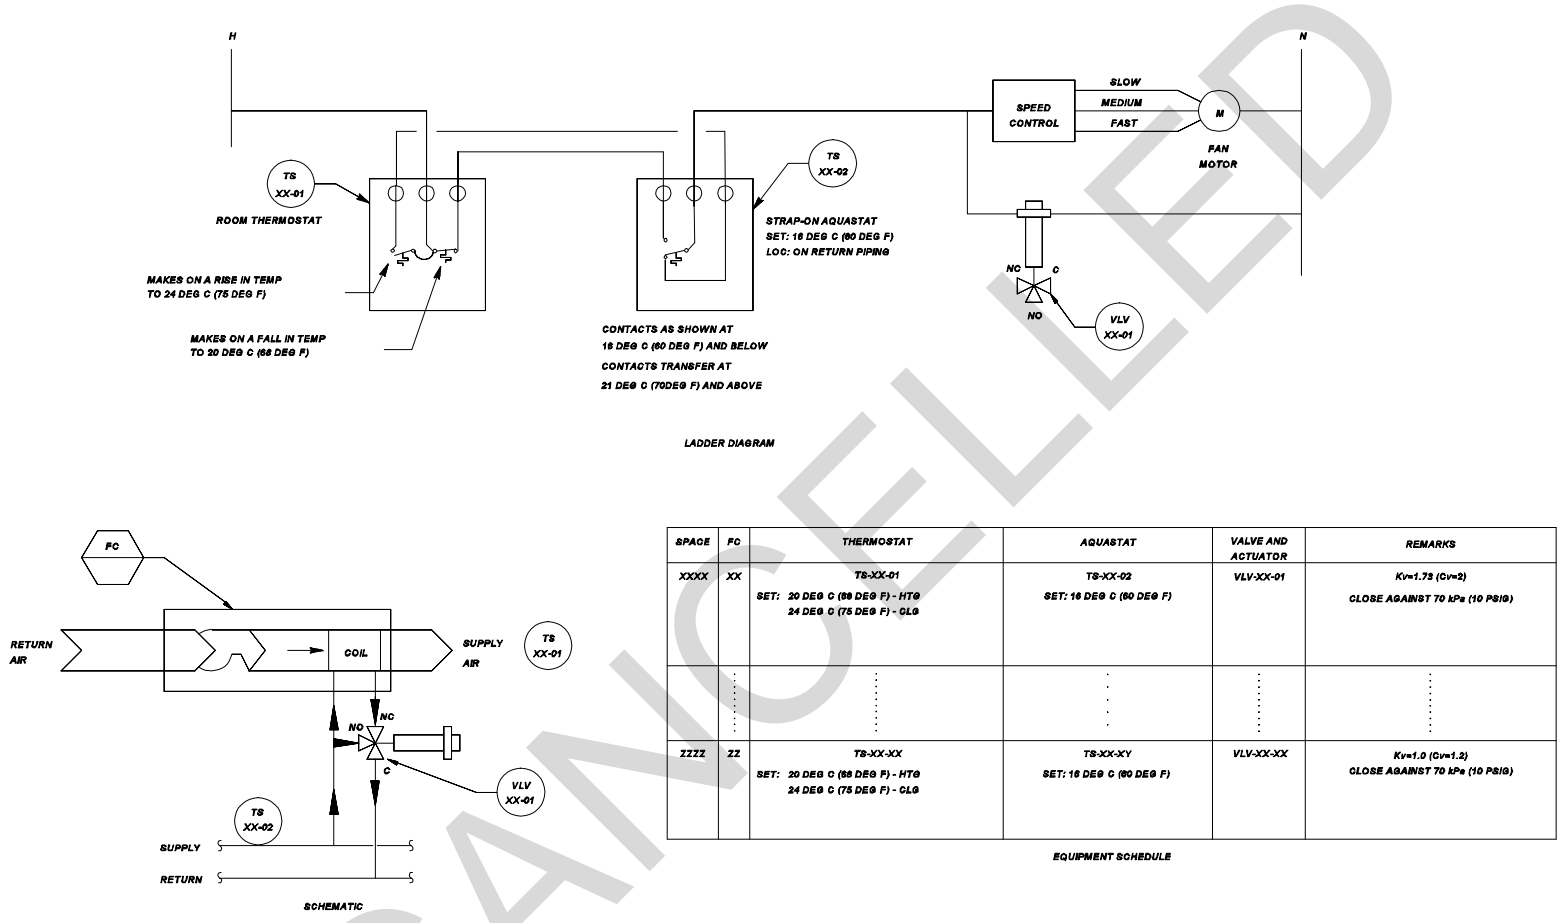 H
N
SLOW
MEDIUM
FAST
SPEED
CONTROL
M
FAN
MOTOR
TS
XX-01
ROOM THERMOSTAT
TS
XX-02
STRAP-ON AQUASTAT
SET: 16 DEG C (60 DEG F)
LOC: ON RETURN PIPING
MAKES ON A RISE IN TEMP
TO 24 DEG C (75 DEG F)
MAKES ON A FALL IN TEMP
TO 20 DEG C (68 DEG F)
CONTACTS AS SHOWN AT
16 DEG C (60 DEG F) AND BELOW
CONTACTS TRANSFER AT
21 DEG C (70DEG F) AND ABOVE
NC
C
NO
VLV
XX-01
LADDER DIAGRAM
FC
RETURN
AIR
COIL
SUPPLY
AIR
TS
XX-01
NC
NO
C
VLV
XX-01
TS
XX-02
SUPPLY
RETURN
SCHEMATIC
SPACE FC THERMOSTAT AQUASTAT VALVE AND ACTUATOR REMARKS
XXXX XX TS-XX-01 TS-XX-02 VLV-XX-01 Kv=1.73 (Cv=2)
SET: 20 DEG C (68 DEG F) - HTG SET: 16 DEG C (60 DEG F) CLOSE AGAINST 70 kPa (10 PSIG)
24 DEG C (75 DEG F) - CLG
ZZZZ ZZ TS-XX-XX TS-XX-XY VLV-XX-XX Kv=1.0 (Cv=1.2)
SET: 20 DEG C (68 DEG F) - HTG SET: 16 DEG C (60 DEG F) CLOSE AGAINST 70 kPa (10 PSIG)
24 DEG C (75 DEG F) - CLG
EQUIPMENT SCHEDULE
CANCELLED